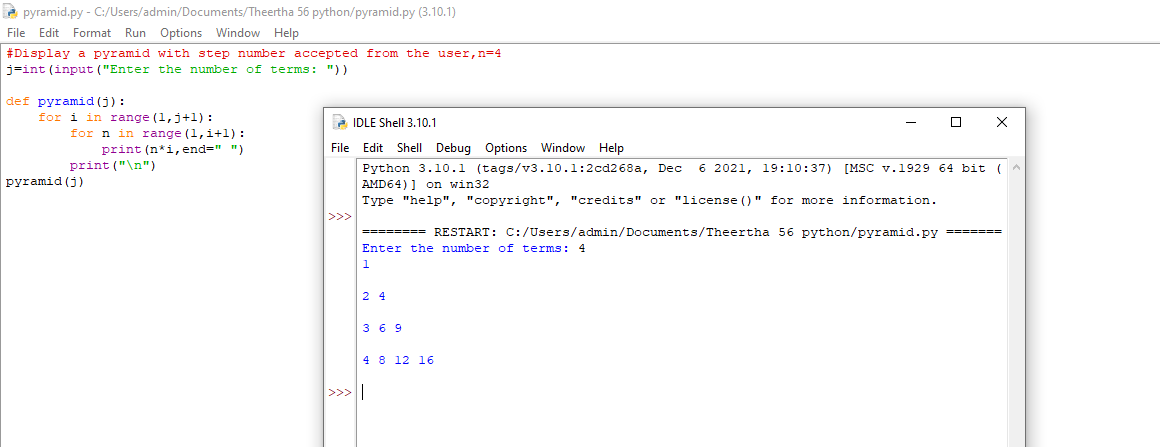 pyramid.py - C:/Users/admin/Documents/Theertha 56 python/pyramid.py (3.10.1)
File Edit Format Run Options Window Help
#Display a pyramid with step number accepted from the user,n=4
j=int(input("Enter the number of terms: "))
def pyramid(j):
    for i in range(1,j+1):
        for n in range(1,i+1):
            print(n*i,end=" ")
        print("\n")
pyramid(j)
IDLE Shell 3.10.1
File Edit Shell Debug Options Window Help
Python 3.10.1 (tags/v3.10.1:2cd268a, Dec  6 2021, 19:10:37) [MSC v.1929 64 bit (
AMD64)] on win32
Type "help", "copyright", "credits" or "license()" for more information.
>>>
======== RESTART: C:/Users/admin/Documents/Theertha 56 python/pyramid.py =======
Enter the number of terms: 4
1
2 4
3 6 9
4 8 12 16
>>>